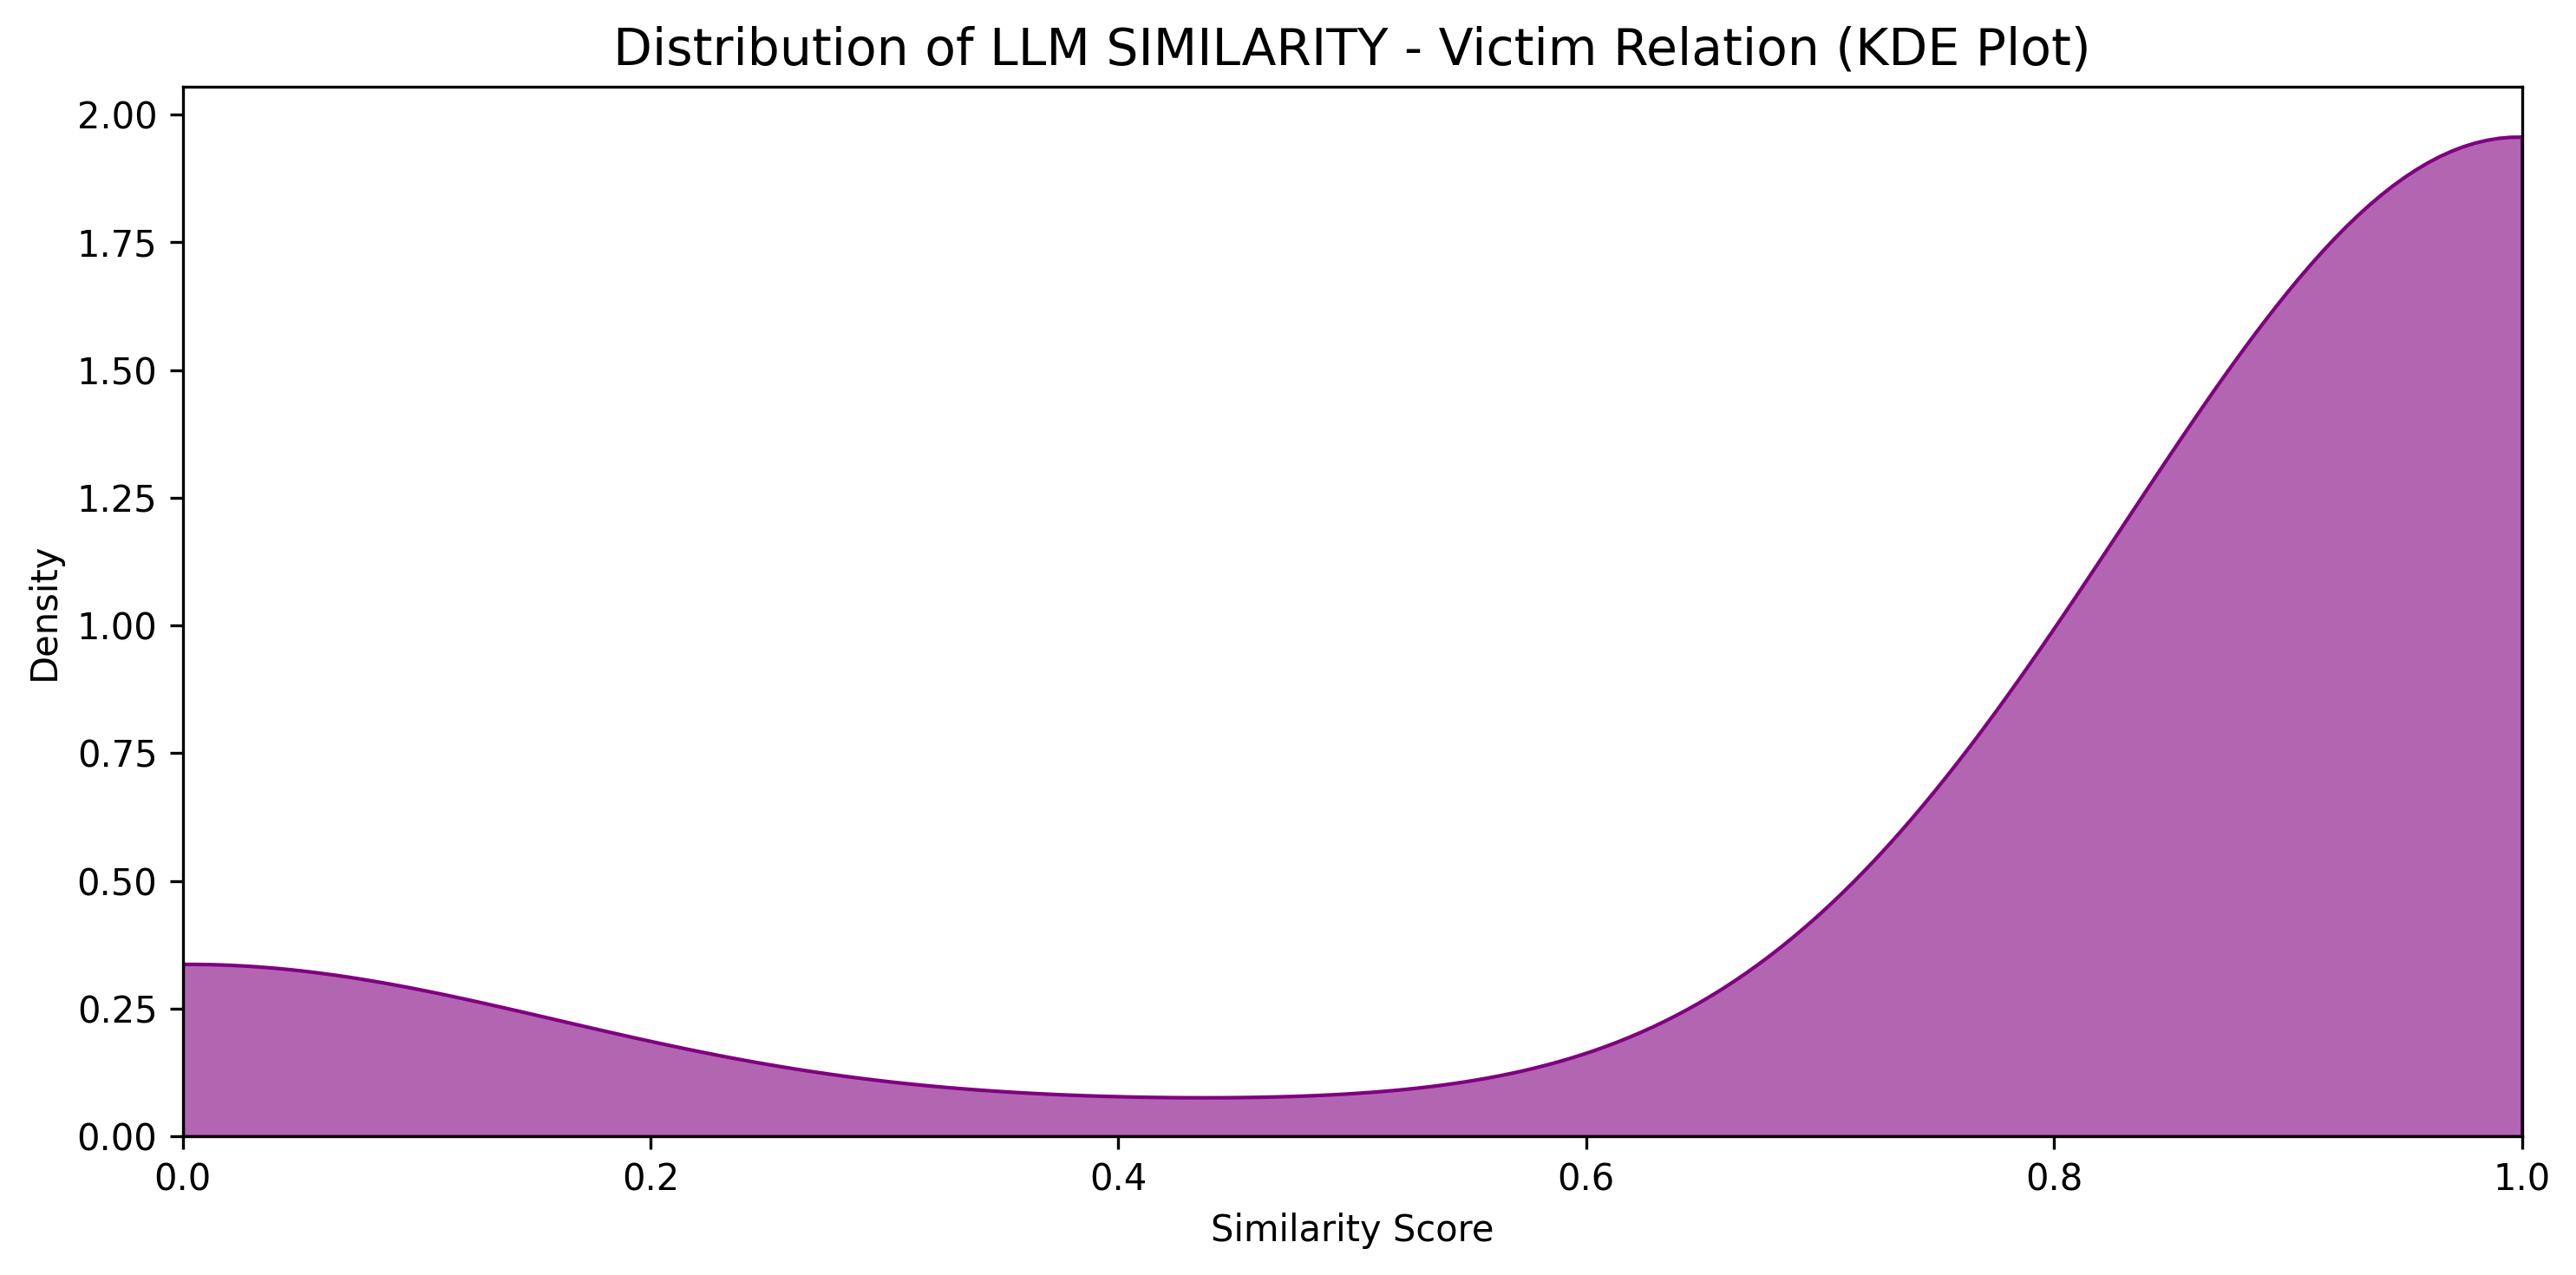 Distribution of LLM SIMILARITY - Victim Relation (KDE Plot)
2.00
1.75
1.50
1.25
1.00
0.75
0.50
0.25
0.00
Density
0.0 0.2 0.4 0.6 0.8 1.0
Similarity Score